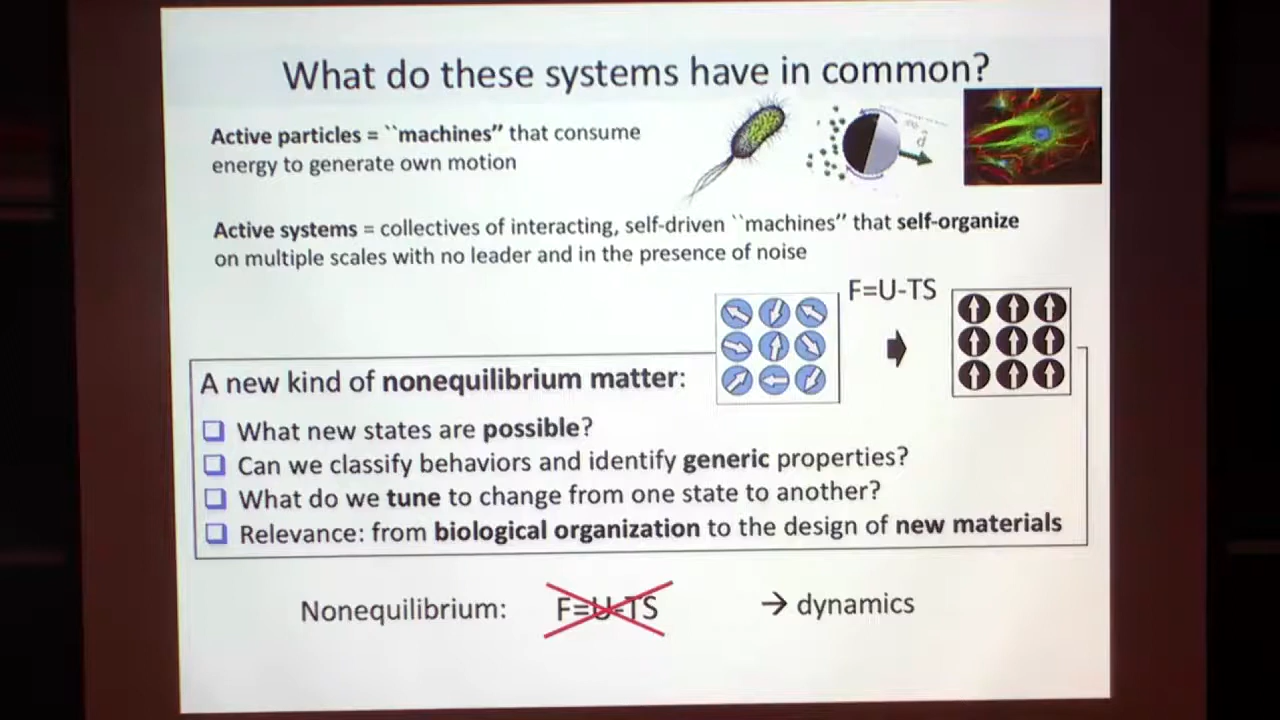 What do these systems have in common?
Active particles = ``machines” that consume
energy to generate own motion
Active systems = collectives of interacting, self-driven ``machines” that self-organize
on multiple scales with no leader and in the presence of noise
F=U-TS
A new kind of nonequilibrium matter:
❑ What new states are possible?
❑ Can we classify behaviors and identify generic properties?
❑ What do we tune to change from one state to another?
❑ Relevance: from biological organization to the design of new materials
Nonequilibrium: F=U-TS → dynamics